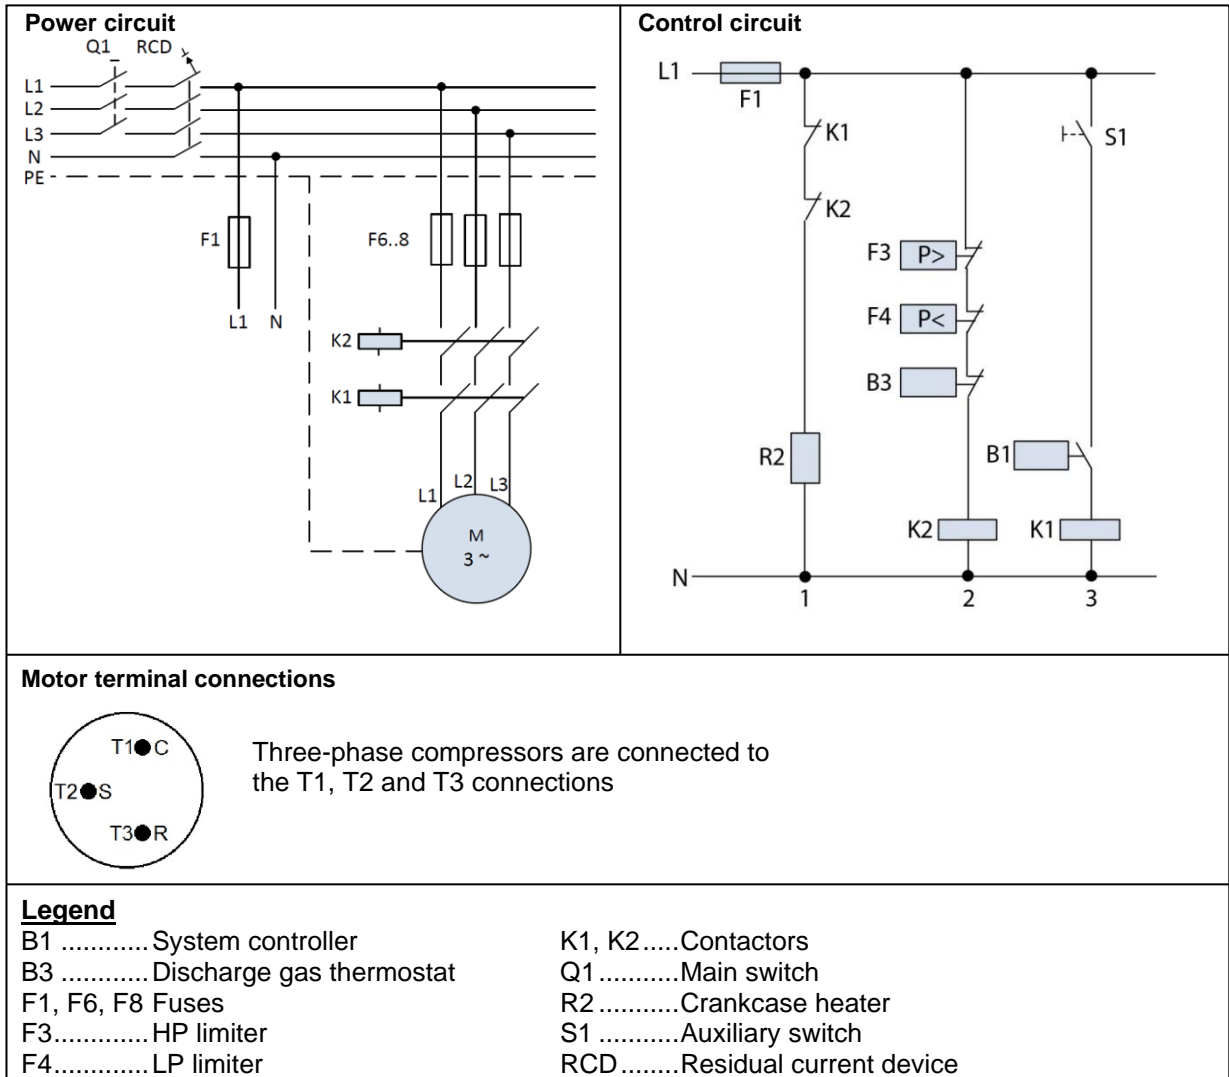 Power circuit
Q1 RCD
L1
L2
L3
N
PE
F1
F6..8
L1 N
K2
K1
L1 L2 L3
M
3 ~
Control circuit
L1
F1
K1
S1
K2
F3 P>
F4 P<
B3
R2
B1
K2 K1
N
1 2 3
Motor terminal connections
T1 C
T2 S
T3 R
Three-phase compressors are connected to
the T1, T2 and T3 connections
Legend
B1 ............System controller
B3 ............Discharge gas thermostat
F1, F6, F8 Fuses
F3.............HP limiter
F4.............LP limiter
K1, K2.....Contactors
Q1...........Main switch
R2 ...........Crankcase heater
S1 ...........Auxiliary switch
RCD........Residual current device